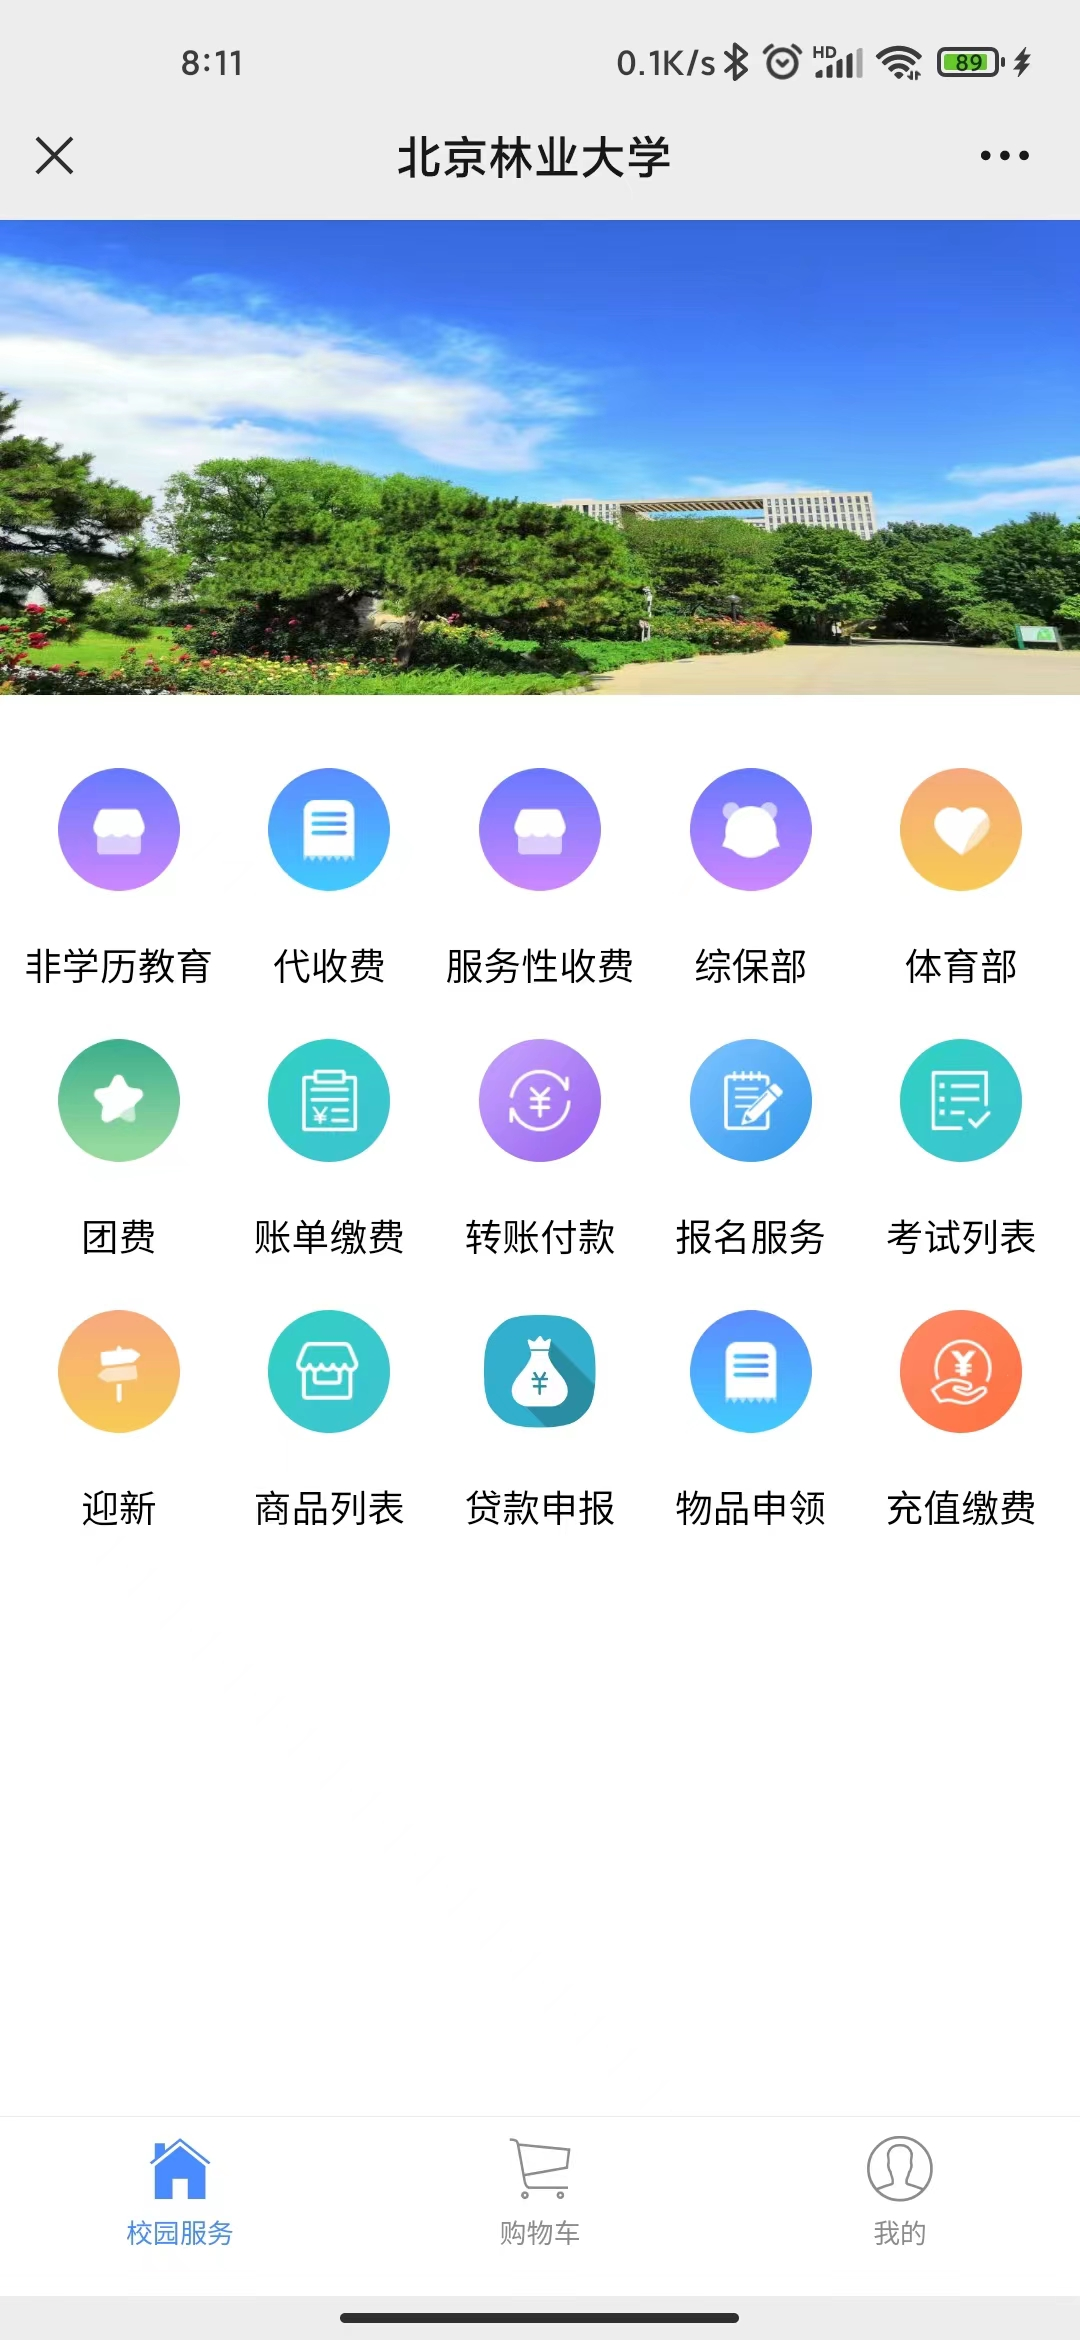 8:11
0.1K/s HD 89
北京林业大学
非学历教育 代收费 服务性收费 综保部 体育部
团费 账单缴费 转账付款 报名服务 考试列表
迎新 商品列表 贷款申报 物品申领 充值缴费
校园服务 购物车 我的